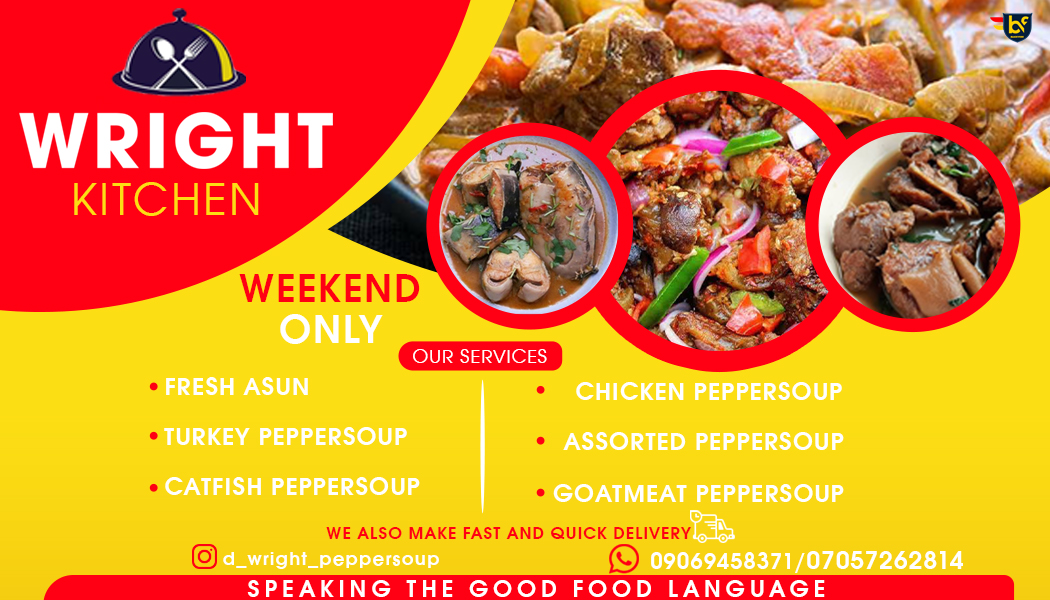 WRIGHT
KITCHEN
WEEKEND
ONLY
OUR SERVICES
• FRESH ASUN
• TURKEY PEPPERSOUP
• CATFISH PEPPERSOUP
• CHICKEN PEPPERSOUP
• ASSORTED PEPPERSOUP
• GOATMEAT PEPPERSOUP
WE ALSO MAKE FAST AND QUICK DELIVERY
d_wright_peppersoup
09069458371/07057262814
SPEAKING THE GOOD FOOD LANGUAGE